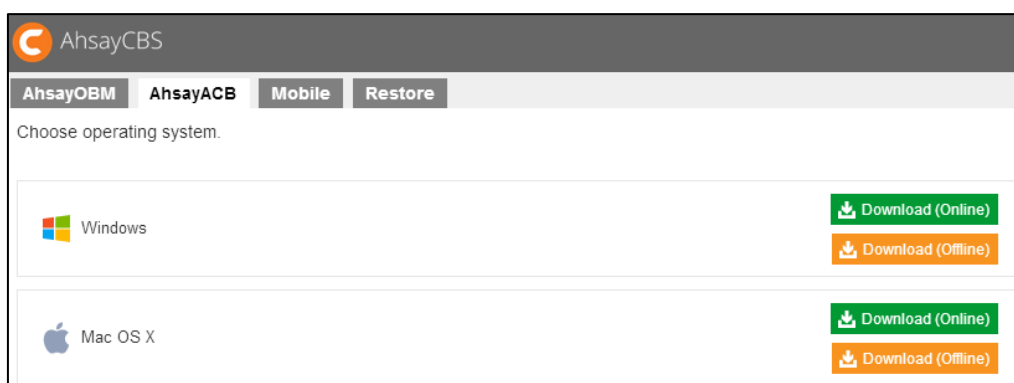 AhsayCBS
AhsayOBM AhsayACB Mobile Restore
Choose operating system.
Download (Online)
Windows
Download (Offline)
Download (Online)
Mac OS X
Download (Offline)